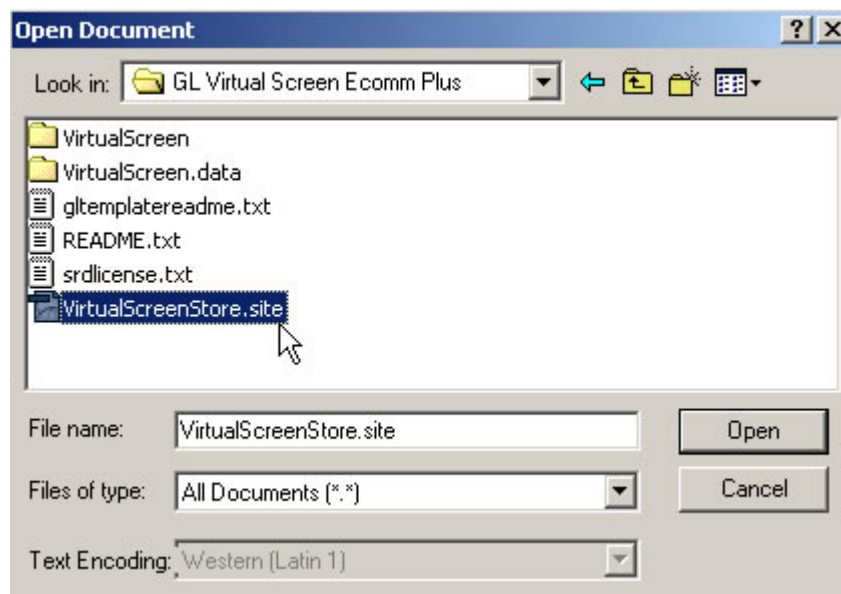 Open Document
Look in: GL Virtual Screen Ecomm Plus
VirtualScreen
VirtualScreen.data
gltemplatereadme.txt
README.txt
srdlicense.txt
VirtualScreenStore.site
File name: VirtualScreenStore.site Open
Files of type: All Documents (*.*) Cancel
Text Encoding: Western (Latin 1)